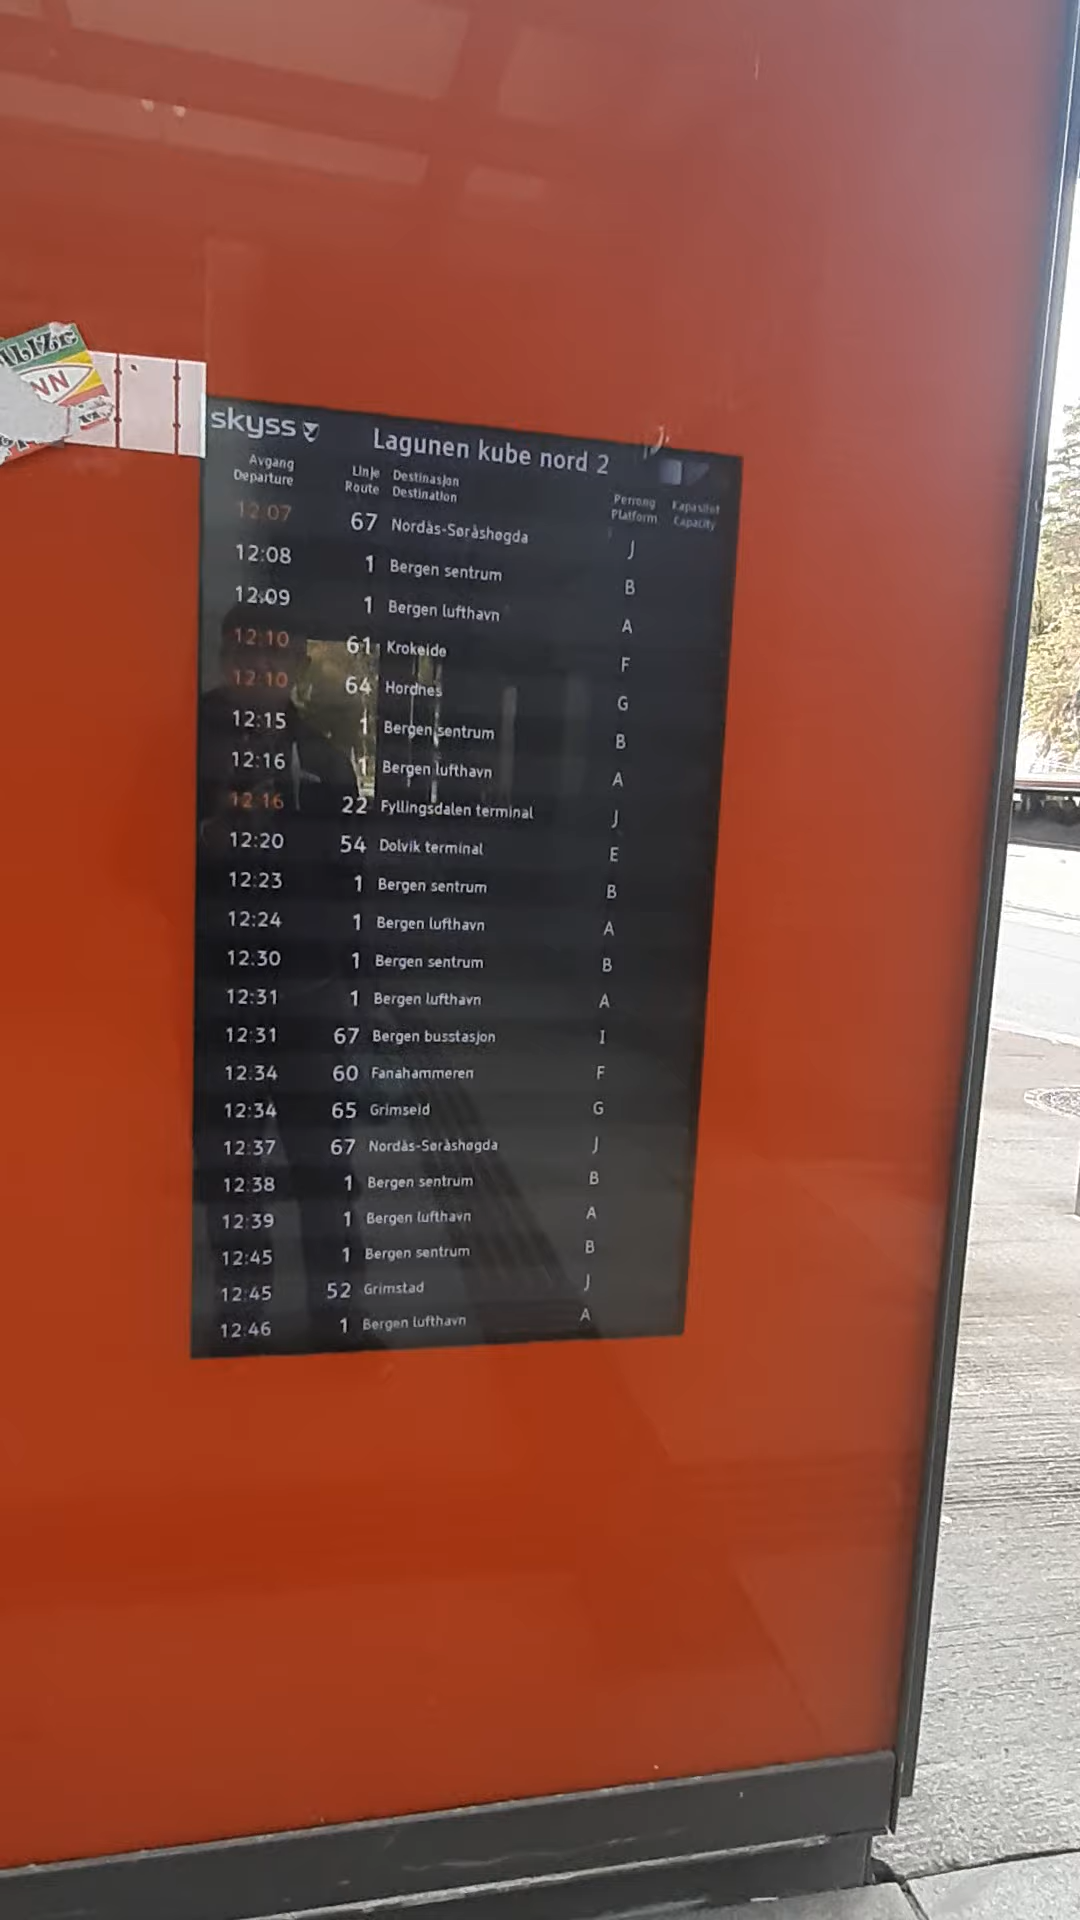 NN
skyss
Lagunen kube nord 2
Avgang Linje Destinasjon Perrong Kapasitet
Departure Route Destination Platform Capacity
12:07 67 Nordås-Søråshøgda J
12:08 1 Bergen sentrum B
12:09 1 Bergen lufthavn A
12:10 61 Krokeide F
12:10 64 Hordnes G
12:15 1 Bergen sentrum B
12:16 1 Bergen lufthavn A
12:16 22 Fyllingsdalen terminal J
12:20 54 Dolvik terminal E
12:23 1 Bergen sentrum B
12:24 1 Bergen lufthavn A
12:30 1 Bergen sentrum B
12:31 1 Bergen lufthavn A
12:31 67 Bergen busstasjon I
12:34 60 Fanahammeren F
12:34 65 Grimseid G
12:37 67 Nordås-Søråshøgda J
12:38 1 Bergen sentrum B
12:39 1 Bergen lufthavn A
12:45 1 Bergen sentrum B
12:45 52 Grimstad J
12:46 1 Bergen lufthavn A